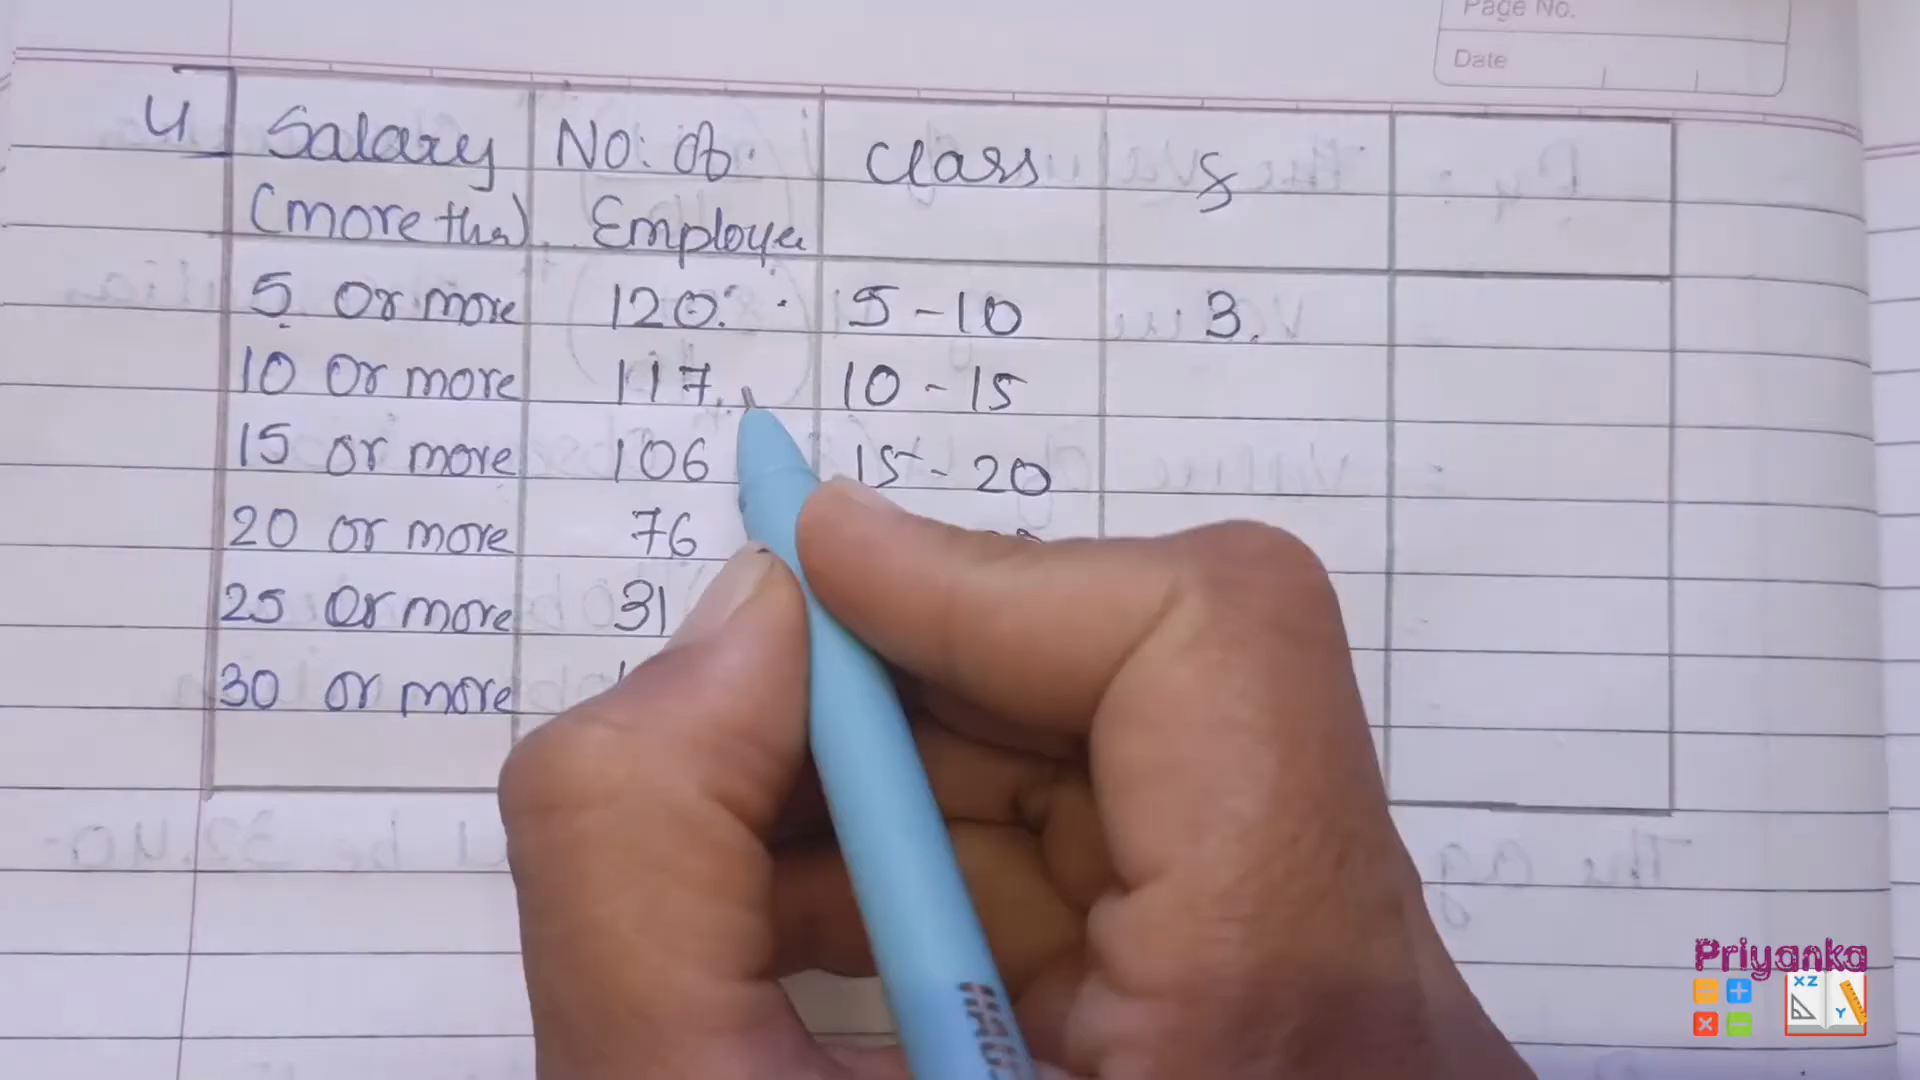 Page No.
Date
4 Salary No: of class f
(more tha) Employee
5 or more 120 5-10 3.
10 or more 117. 10-15
15 or more 106 15-20
20 or more 76
25 or more 31
30 or more
Priyanka
XZ
Y